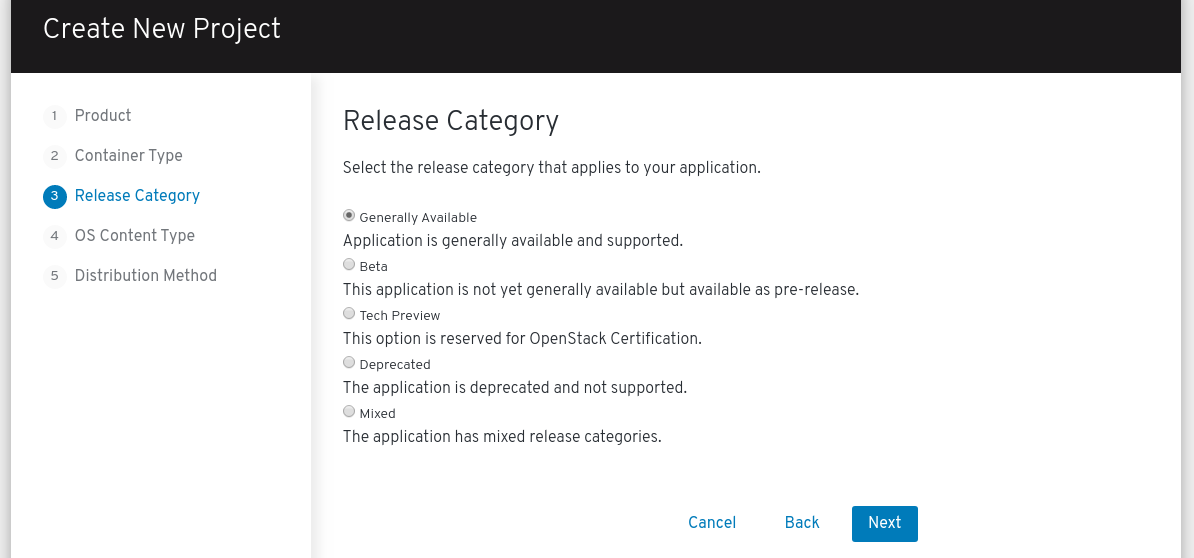 Create New Project
1 Product
2 Container Type
3 Release Category
4 OS Content Type
5 Distribution Method
Release Category
Select the release category that applies to your application.
Generally Available
Application is generally available and supported.
Beta
This application is not yet generally available but available as pre-release.
Tech Preview
This option is reserved for OpenStack Certification.
Deprecated
The application is deprecated and not supported.
Mixed
The application has mixed release categories.
Cancel Back Next